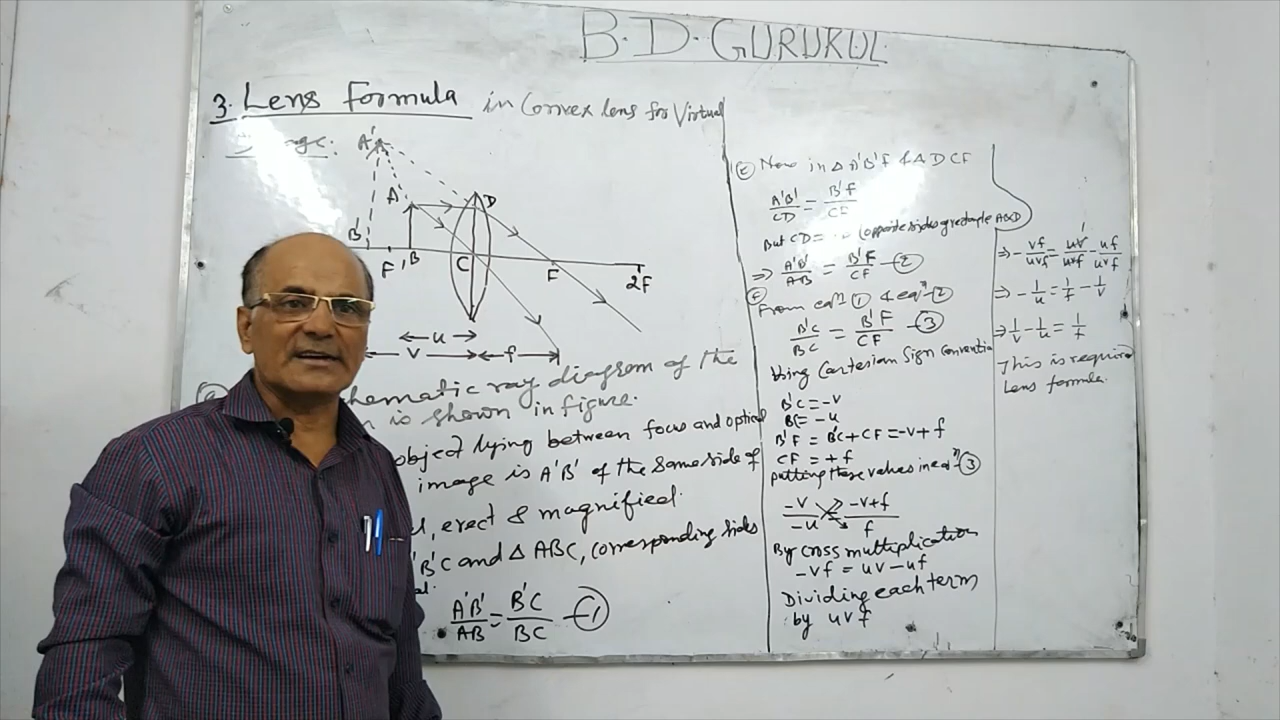 B.D. GURUKUL
3. Lens Formula in Convex lens for Virtual
A'
A
D
B'
F'
B
C
F
2F
u
v
f
hematic ray diagram of the
n is shown in figure.
object lying between focus and optical
image is A'B' of the same side of
, erect & magnified.
'B'C and Δ ABC, corresponding sides
A'B'/AB = B'C/BC —①
Now in Δ A'B'F & Δ DCF
A'B'/CD = B'F/CF
But CD = (opposite sides of rectangle ABCD)
⇒ A'B'/AB = B'F/CF —②
From eqn ① & eqn ②
B'C/BC = B'F/CF —③
Using Cartesian Sign Convention
B'C = -v
BC = -u
B'F = B'C + CF = -v + f
CF = + f
putting these values in eqn ③
-v/-u = -v+f/f
By cross multiplication
-vf = uv - uf
Dividing each term
by uvf
⇒ - vf/uvf = uv/uvf - uf/uvf
⇒ - 1/u = 1/f - 1/v
⇒ 1/v - 1/u = 1/f
This is required
Lens formula.